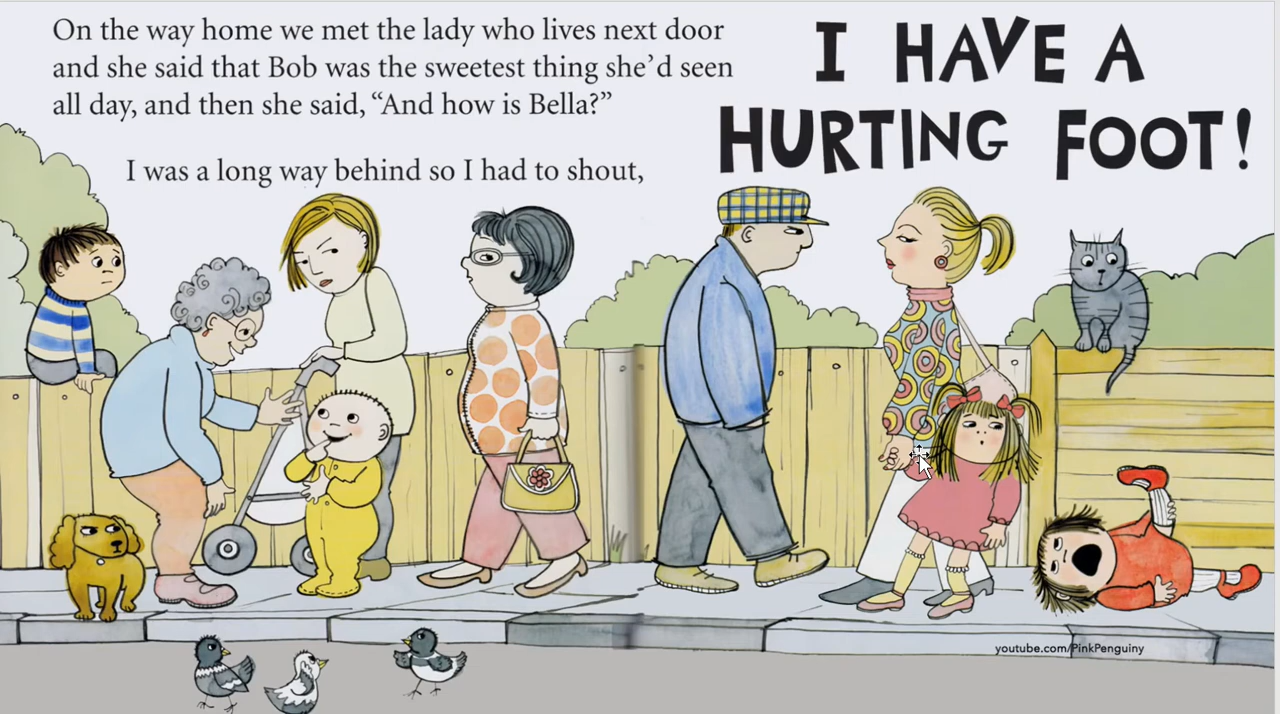 On the way home we met the lady who lives next door
and she said that Bob was the sweetest thing she’d seen
all day, and then she said, “And how is Bella?”
I was a long way behind so I had to shout,
I HAVE A
HURTING FOOT!
youtube.com/PinkPenguiny